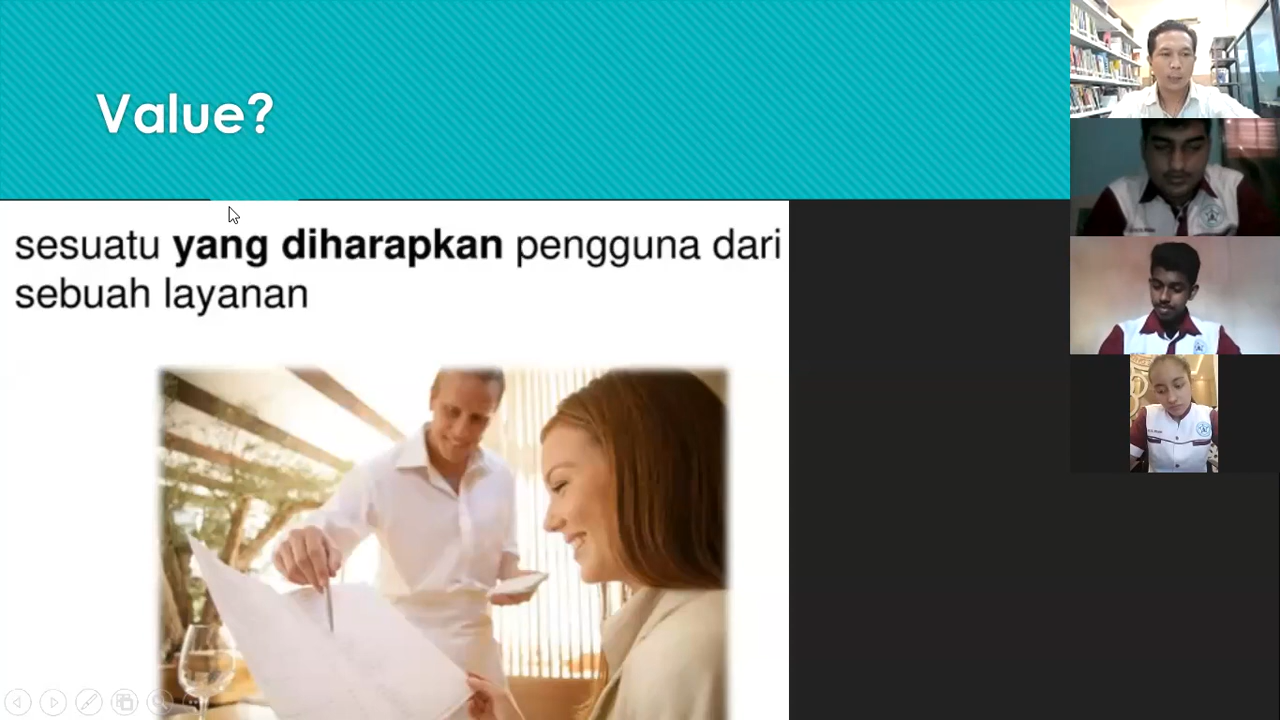 Value?
sesuatu yang diharapkan pengguna dari
sebuah layanan